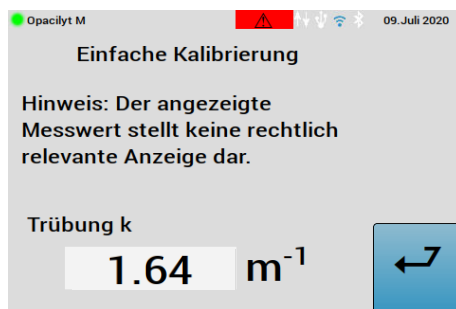 Opacilyt M 09.Juli 2020
Einfache Kalibrierung
Hinweis: Der angezeigte
Messwert stellt keine rechtlich
relevante Anzeige dar.
Trübung k
1.64 m⁻¹